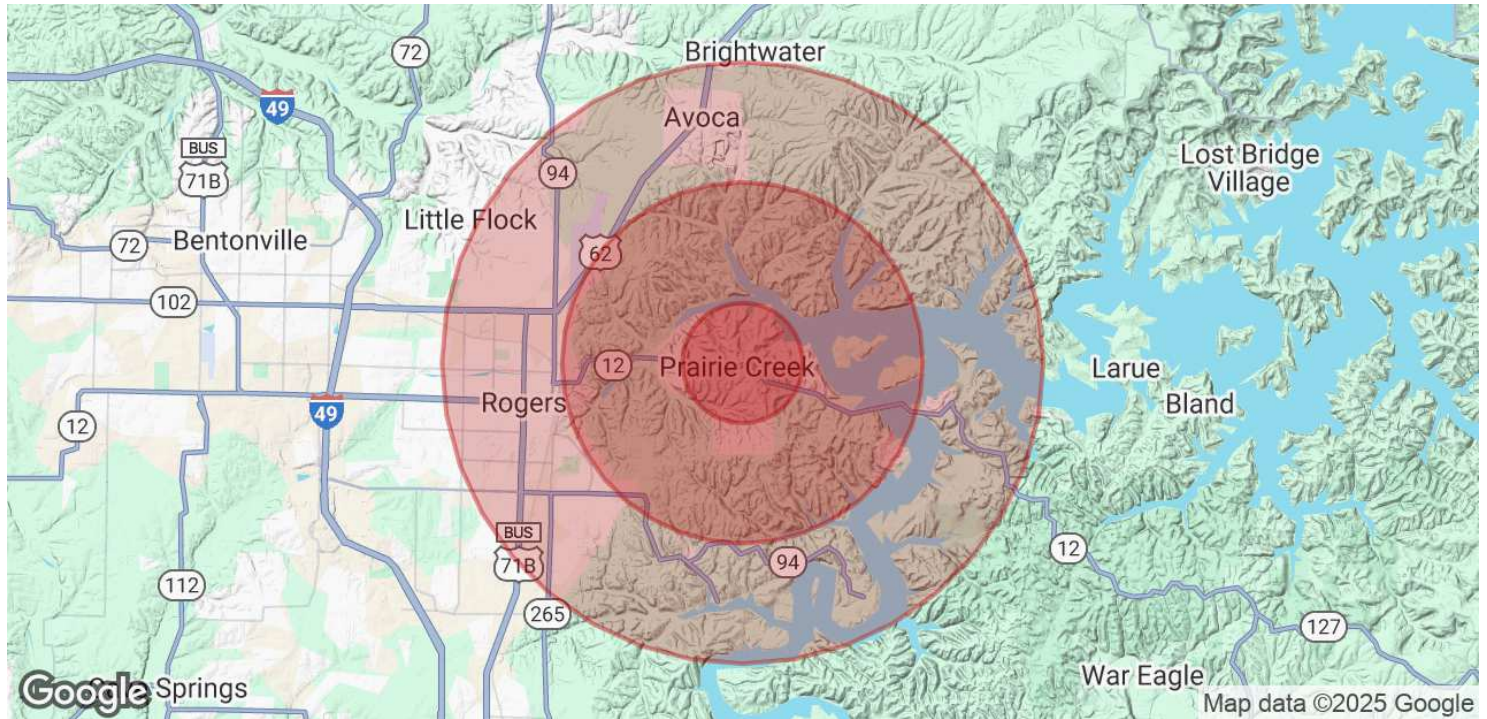 Brightwater
72
49
Avoca
BUS
71B
94
Lost Bridge
Village
Little Flock
72
Bentonville
62
102
12
Prairie Creek
Larue
Rogers
Bland
49
12
BUS
71B
94
12
112
265
127
War Eagle
Google
Springs
Map data ©2025 Google